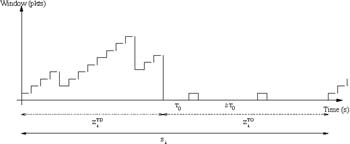 Window (pkts)
T0 2T0
Time (s)
Z_i^TD Z_i^TO
S_i